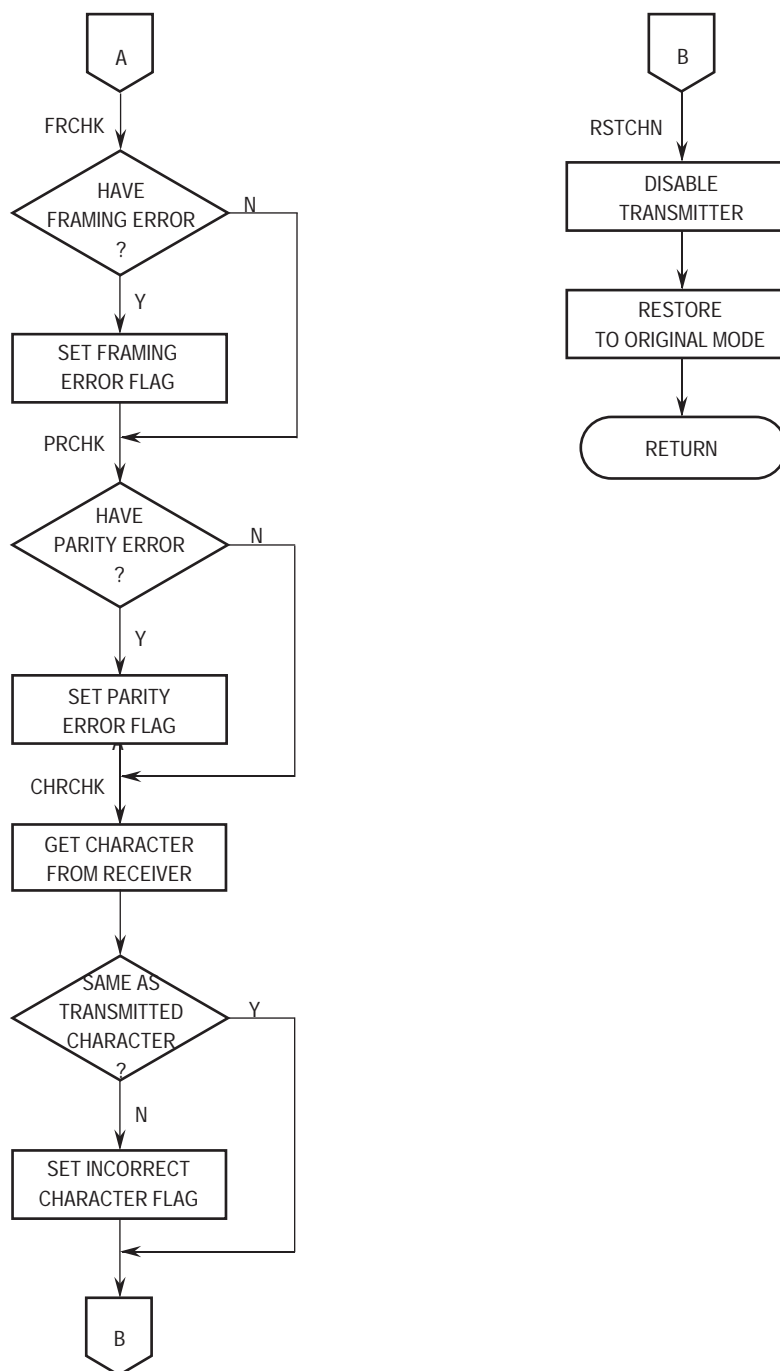 A
FRCHK
HAVE
FRAMING ERROR
?
N
Y
SET FRAMING
ERROR FLAG
PRCHK
HAVE
PARITY ERROR
?
N
Y
SET PARITY
ERROR FLAG
CHRCHK
GET CHARACTER
FROM RECEIVER
SAME AS
TRANSMITTED
CHARACTER
?
Y
N
SET INCORRECT
CHARACTER FLAG
B
B
RSTCHN
DISABLE
TRANSMITTER
RESTORE
TO ORIGINAL MODE
RETURN